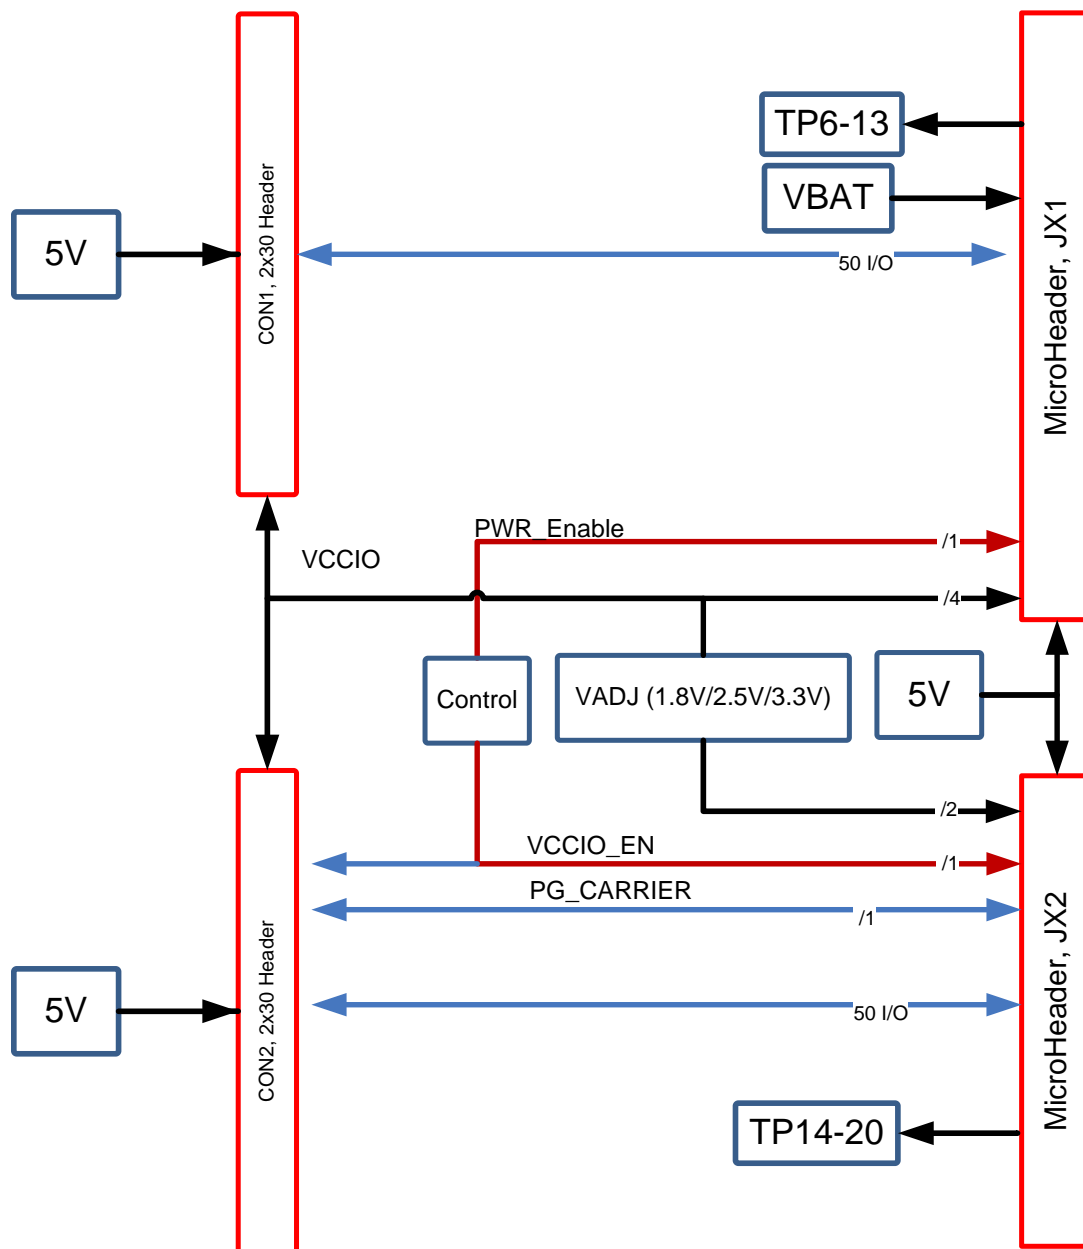 TP6-13
VBAT
5V
CON1, 2x30 Header
50 I/O
MicroHeader, JX1
PWR_Enable
/1
VCCIO
/4
Control
VADJ (1.8V/2.5V/3.3V)
5V
/2
VCCIO_EN
/1
PG_CARRIER
/1
5V
CON2, 2x30 Header
50 I/O
MicroHeader, JX2
TP14-20